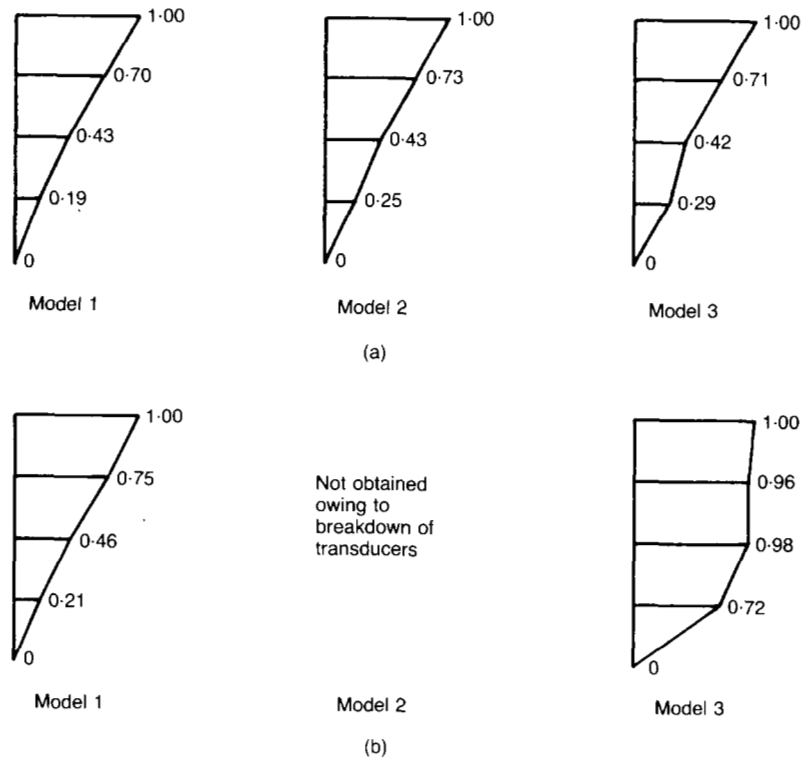 1·00
0·70
0·43
0·19
0
Model 1
1·00
0·73
0·43
0·25
0
Model 2
1·00
0·71
0·42
0·29
0
Model 3
(a)
1·00
0·75
0·46
0·21
0
Model 1
Not obtained
owing to
breakdown of
transducers
Model 2
1·00
0·96
0·98
0·72
0
Model 3
(b)